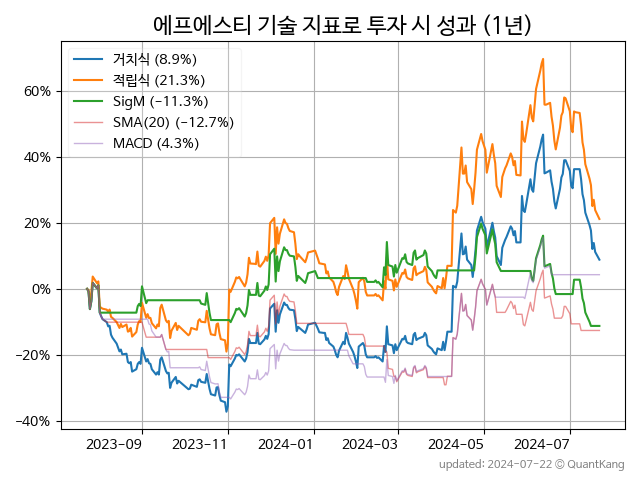 에프에스티 기술 지표로 투자 시 성과 (1년)
거치식 (8.9%)
적립식 (21.3%)
SigM (−11.3%)
SMA(20) (−12.7%)
MACD (4.3%)
60%
40%
20%
0%
−20%
−40%
2023-09
2023-11
2024-01
2024-03
2024-05
2024-07
updated: 2024-07-22 © QuantKang